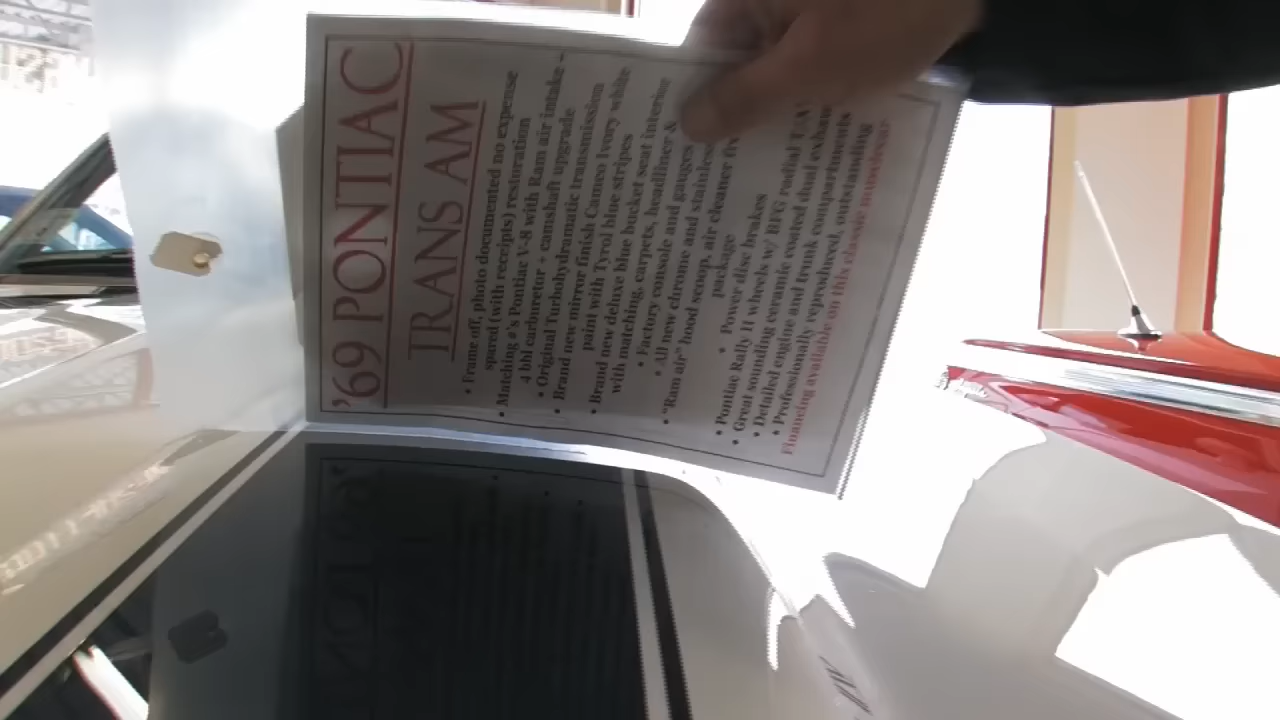 '69 PONTIAC
TRANS AM
• Frame off, photo documented no expense
spared (with receipts) restoration
• Matching #'s Pontiac V-8 with Ram air intake -
4 bbl carburetor + camshaft upgrade
• Original Turbohydramatic transmission
• Brand new mirror finish Cameo Ivory white
paint with Tyrol blue stripes
• Brand new deluxe blue bucket seat interior
with matching, carpets, headliner &
• Factory console and gauges
• All new chrome and stainless
• "Ram air" hood scoop, air cleaner
package
• Power disc brakes
• Pontiac Rally II wheels w/ BFG radial T/A
• Great sounding ceramic coated dual exhaust
• Detailed engine and trunk compartments
• Professionally reproduced, outstanding
Financing available on this classic musclecar